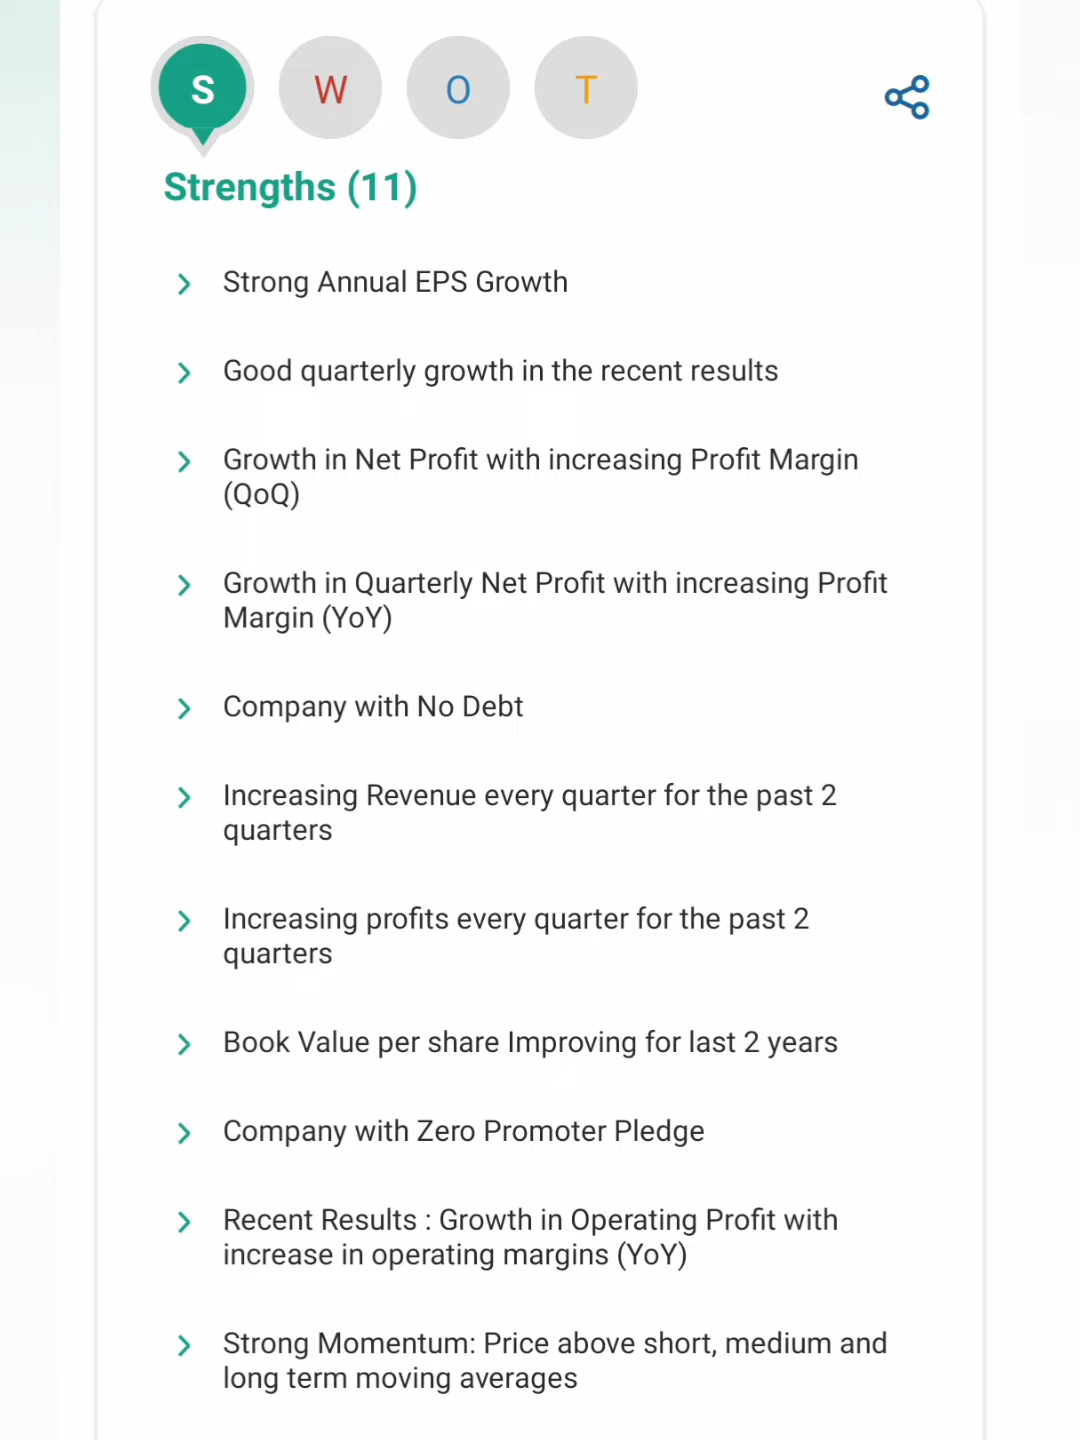 S W O T
Strengths (11)
Strong Annual EPS Growth
Good quarterly growth in the recent results
Growth in Net Profit with increasing Profit Margin
(QoQ)
Growth in Quarterly Net Profit with increasing Profit
Margin (YoY)
Company with No Debt
Increasing Revenue every quarter for the past 2
quarters
Increasing profits every quarter for the past 2
quarters
Book Value per share Improving for last 2 years
Company with Zero Promoter Pledge
Recent Results : Growth in Operating Profit with
increase in operating margins (YoY)
Strong Momentum: Price above short, medium and
long term moving averages